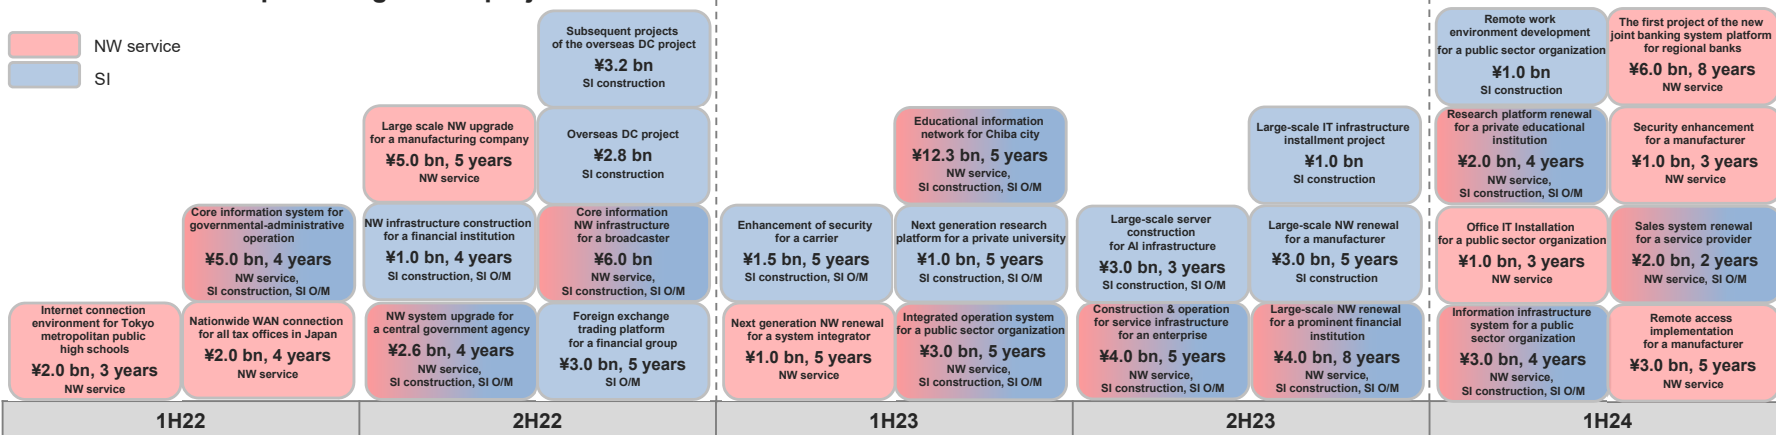 NW service
SI
Internet connection
environment for Tokyo
metropolitan public
high schools
¥2.0 bn, 3 years
NW service
Core information system for
governmental-administrative
operation
¥5.0 bn, 4 years
NW service,
SI construction, SI O/M
Nationwide WAN connection
for all tax offices in Japan
¥2.0 bn, 4 years
NW service
1H22
Large scale NW upgrade
for a manufacturing company
¥5.0 bn, 5 years
NW service
NW infrastructure construction
for a financial institution
¥1.0 bn, 4 years
SI construction, SI O/M
NW system upgrade for
a central government agency
¥2.6 bn, 4 years
NW service,
SI construction, SI O/M
Subsequent projects
of the overseas DC project
¥3.2 bn
SI construction
Overseas DC project
¥2.8 bn
SI construction
Core information
NW infrastructure
for a broadcaster
¥6.0 bn
NW service,
SI construction, SI O/M
Foreign exchange
trading platform
for a financial group
¥3.0 bn, 5 years
SI O/M
2H22
Enhancement of security
for a carrier
¥1.5 bn, 5 years
SI construction, SI O/M
Next generation NW renewal
for a system integrator
¥1.0 bn, 5 years
NW service
Educational information
network for Chiba city
¥12.3 bn, 5 years
NW service,
SI construction, SI O/M
Next generation research
platform for a private university
¥1.0 bn, 5 years
SI construction, SI O/M
Integrated operation system
for a public sector organization
¥3.0 bn, 5 years
NW service,
SI construction, SI O/M
1H23
Large-scale server
construction
for AI infrastructure
¥3.0 bn, 3 years
SI construction, SI O/M
Construction & operation
for service infrastructure
for an enterprise
¥4.0 bn, 5 years
NW service,
SI construction, SI O/M
Large-scale IT infrastructure
installment project
¥1.0 bn
SI construction
Large-scale NW renewal
for a manufacturer
¥3.0 bn, 5 years
SI construction
Large-scale NW renewal
for a prominent financial
institution
¥4.0 bn, 8 years
NW service,
SI construction, SI O/M
2H23
Remote work
environment development
for a public sector organization
¥1.0 bn
SI construction
Research platform renewal
for a private educational
institution
¥2.0 bn, 4 years
NW service,
SI construction, SI O/M
Office IT Installation
for a public sector organization
¥1.0 bn, 3 years
NW service
Information infrastructure
system for a public
sector organization
¥3.0 bn, 4 years
NW service,
SI construction, SI O/M
The first project of the new
joint banking system platform
for regional banks
¥6.0 bn, 8 years
NW service
Security enhancement
for a manufacturer
¥1.0 bn, 3 years
NW service
Sales system renewal
for a service provider
¥2.0 bn, 2 years
NW service, SI O/M
Remote access
implementation
for a manufacturer
¥3.0 bn, 5 years
NW service
1H24